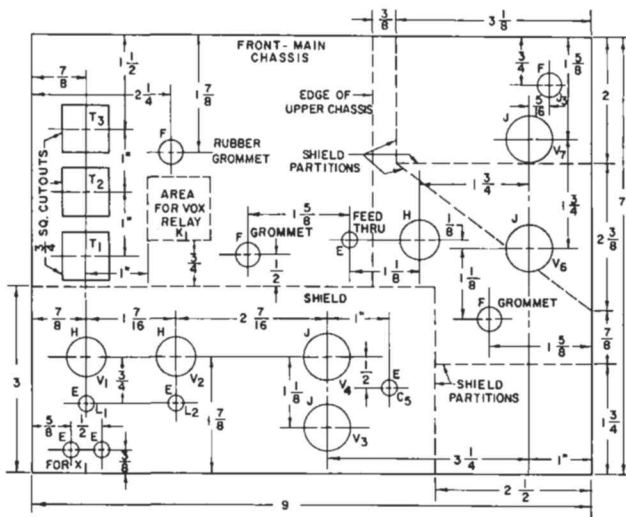 3/8
3 1/8
FRONT-MAIN
CHASSIS
7/8
1 1/2
2 1/4
1 7/8
EDGE OF
UPPER CHASSIS
3/4
F
1 5/8
5/16
J3
2
T3
F
RUBBER
GROMMET
J
V7
SHIELD
PARTITIONS
3/4 SQ. CUTOUTS
1"
T2
AREA
FOR VOX
RELAY
K1
1 3/4
1 3/4
7
1 5/8
FEED
THRU
H
1/8
J
GROMMET
F
E
V6
2 3/8
1"
T1
1"
3/4
1/2
1 1/8
1 1/8
SHIELD
F GROMMET
7/8
1 7/16
2 7/16
1"
1 5/8
7/8
3
H
H
J
V1
V2
V4
3/4
1 7/8
1 1/8
1/2
E
C5
SHIELD
PARTITIONS
E
L1
E
L2
J
V3
5/8
1/2
E
E
FOR X1
3/8
1 3/4
3 1/4
1"
2 1/2
9